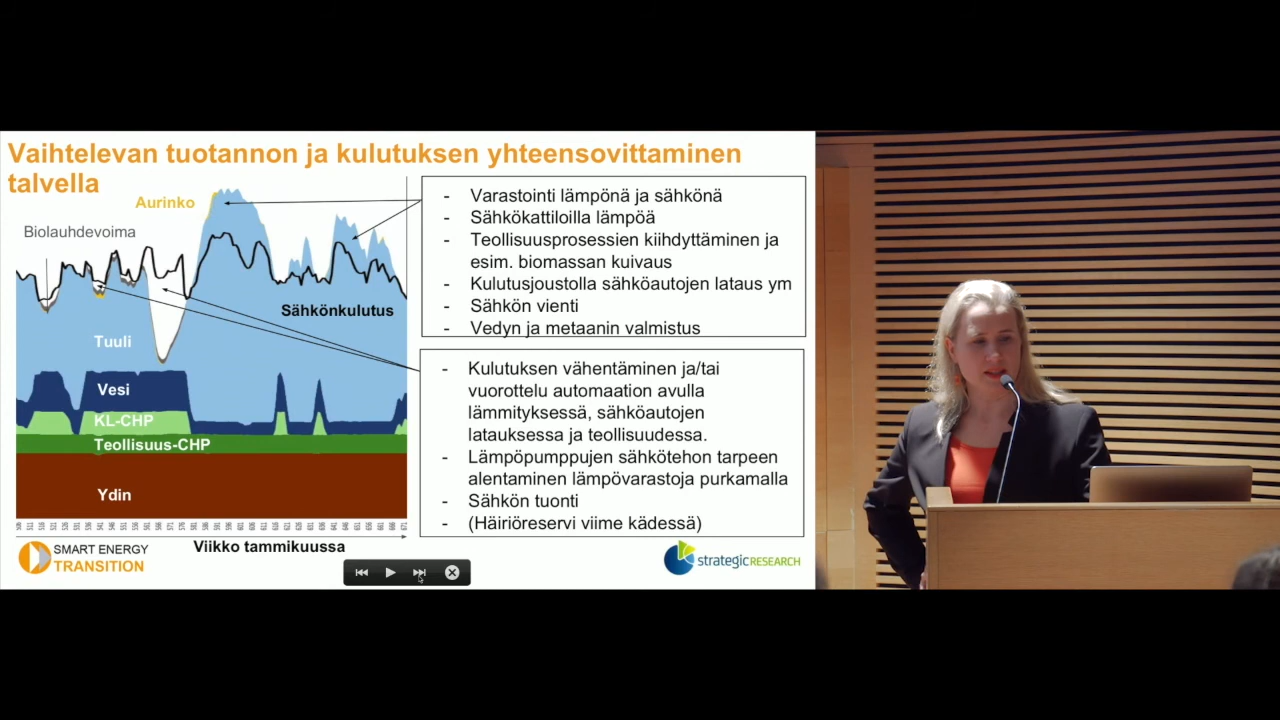 Vaihtelevan tuotannon ja kulutuksen yhteensovittaminen
talvella
Aurinko
Biolauhdevoima
Sähkönkulutus
Tuuli
Vesi
KL-CHP
Teollisuus-CHP
Ydin
Viikko tammikuussa
- Varastointi lämpönä ja sähkönä
- Sähkökattiloilla lämpöä
- Teollisuusprosessien kiihdyttäminen ja
esim. biomassan kuivaus
- Kulutusjoustolla sähköautojen lataus ym
- Sähkön vienti
- Vedyn ja metaanin valmistus
- Kulutuksen vähentäminen ja/tai
vuorottelu automaation avulla
lämmityksessä, sähköautojen
latauksessa ja teollisuudessa.
- Lämpöpumppujen sähkötehon tarpeen
alentaminen lämpövarastoja purkamalla
- Sähkön tuonti
- (Häiriöreservi viime kädessä)
SMART ENERGY
TRANSITION
strategicRESEARCH